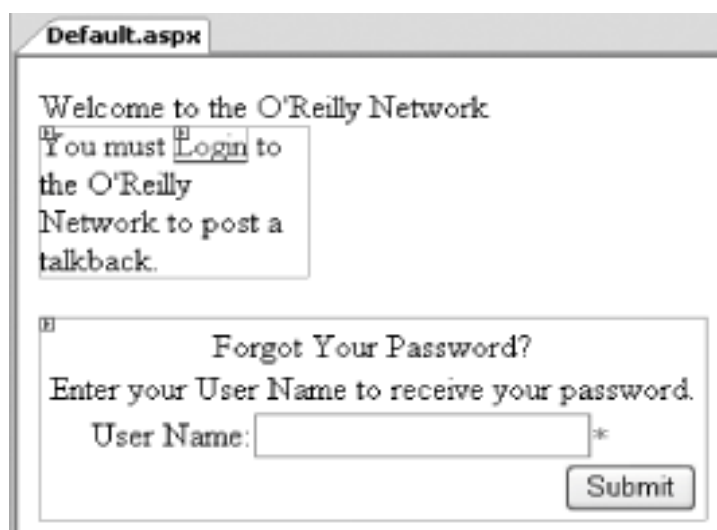 Default.aspx
Welcome to the O'Reilly Network
You must Login to
the O'Reilly
Network to post a
talkback.
Forgot Your Password?
Enter your User Name to receive your password.
User Name: *
Submit